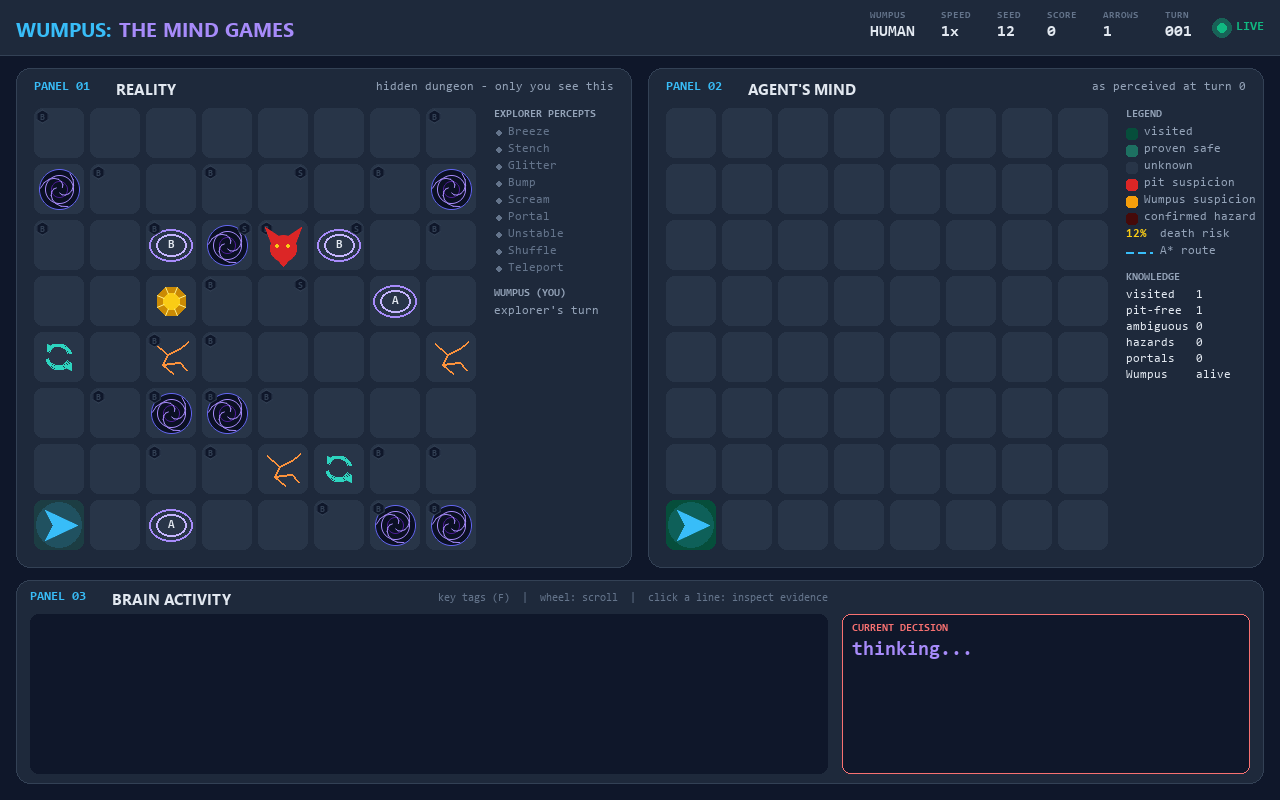 WUMPUS: THE MIND GAMES
WUMPUS SPEED SEED SCORE ARROWS TURN
HUMAN 1x 12 0 1 001 LIVE
PANEL 01 REALITY hidden dungeon - only you see this
EXPLORER PERCEPTS
Breeze
Stench
Glitter
Bump
Scream
Portal
Unstable
Shuffle
Teleport
WUMPUS (YOU)
explorer's turn
B B
B B S B
B B S B S B
B S A
B B
B B B B
B B B B
A B B B
PANEL 02 AGENT'S MIND as perceived at turn 0
LEGEND
visited
proven safe
unknown
pit suspicion
Wumpus suspicion
confirmed hazard
12% death risk
A* route
KNOWLEDGE
visited 1
pit-free 1
ambiguous 0
hazards 0
portals 0
Wumpus alive
PANEL 03 BRAIN ACTIVITY key tags (F) | wheel: scroll | click a line: inspect evidence
CURRENT DECISION
thinking...